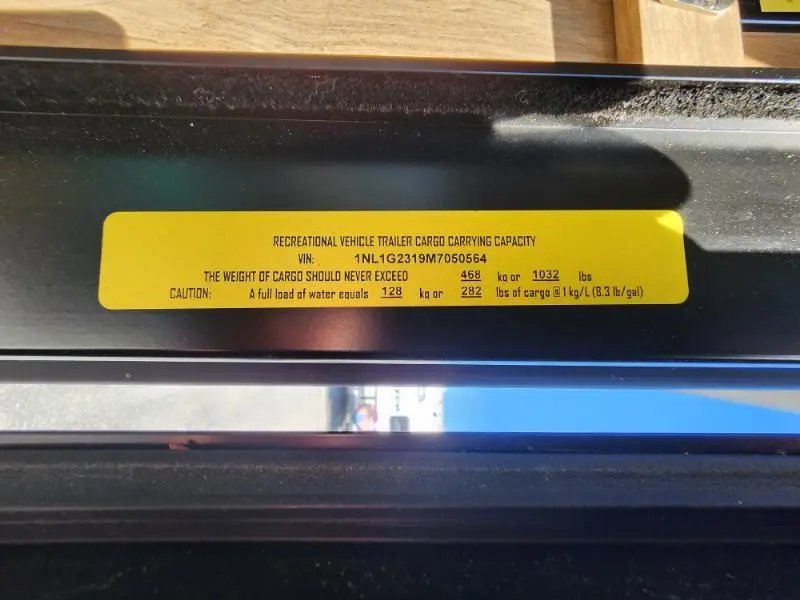 RECREATIONAL VEHICLE TRAILER CARGO CARRYING CAPACITY
VIN: 1NL1G2319M7050564
THE WEIGHT OF CARGO SHOULD NEVER EXCEED 468 kg or 1032 lbs
CAUTION: A full load of water equals 128 kg or 282 lbs of cargo @ 1 kg/L (8.3 lb/gal)